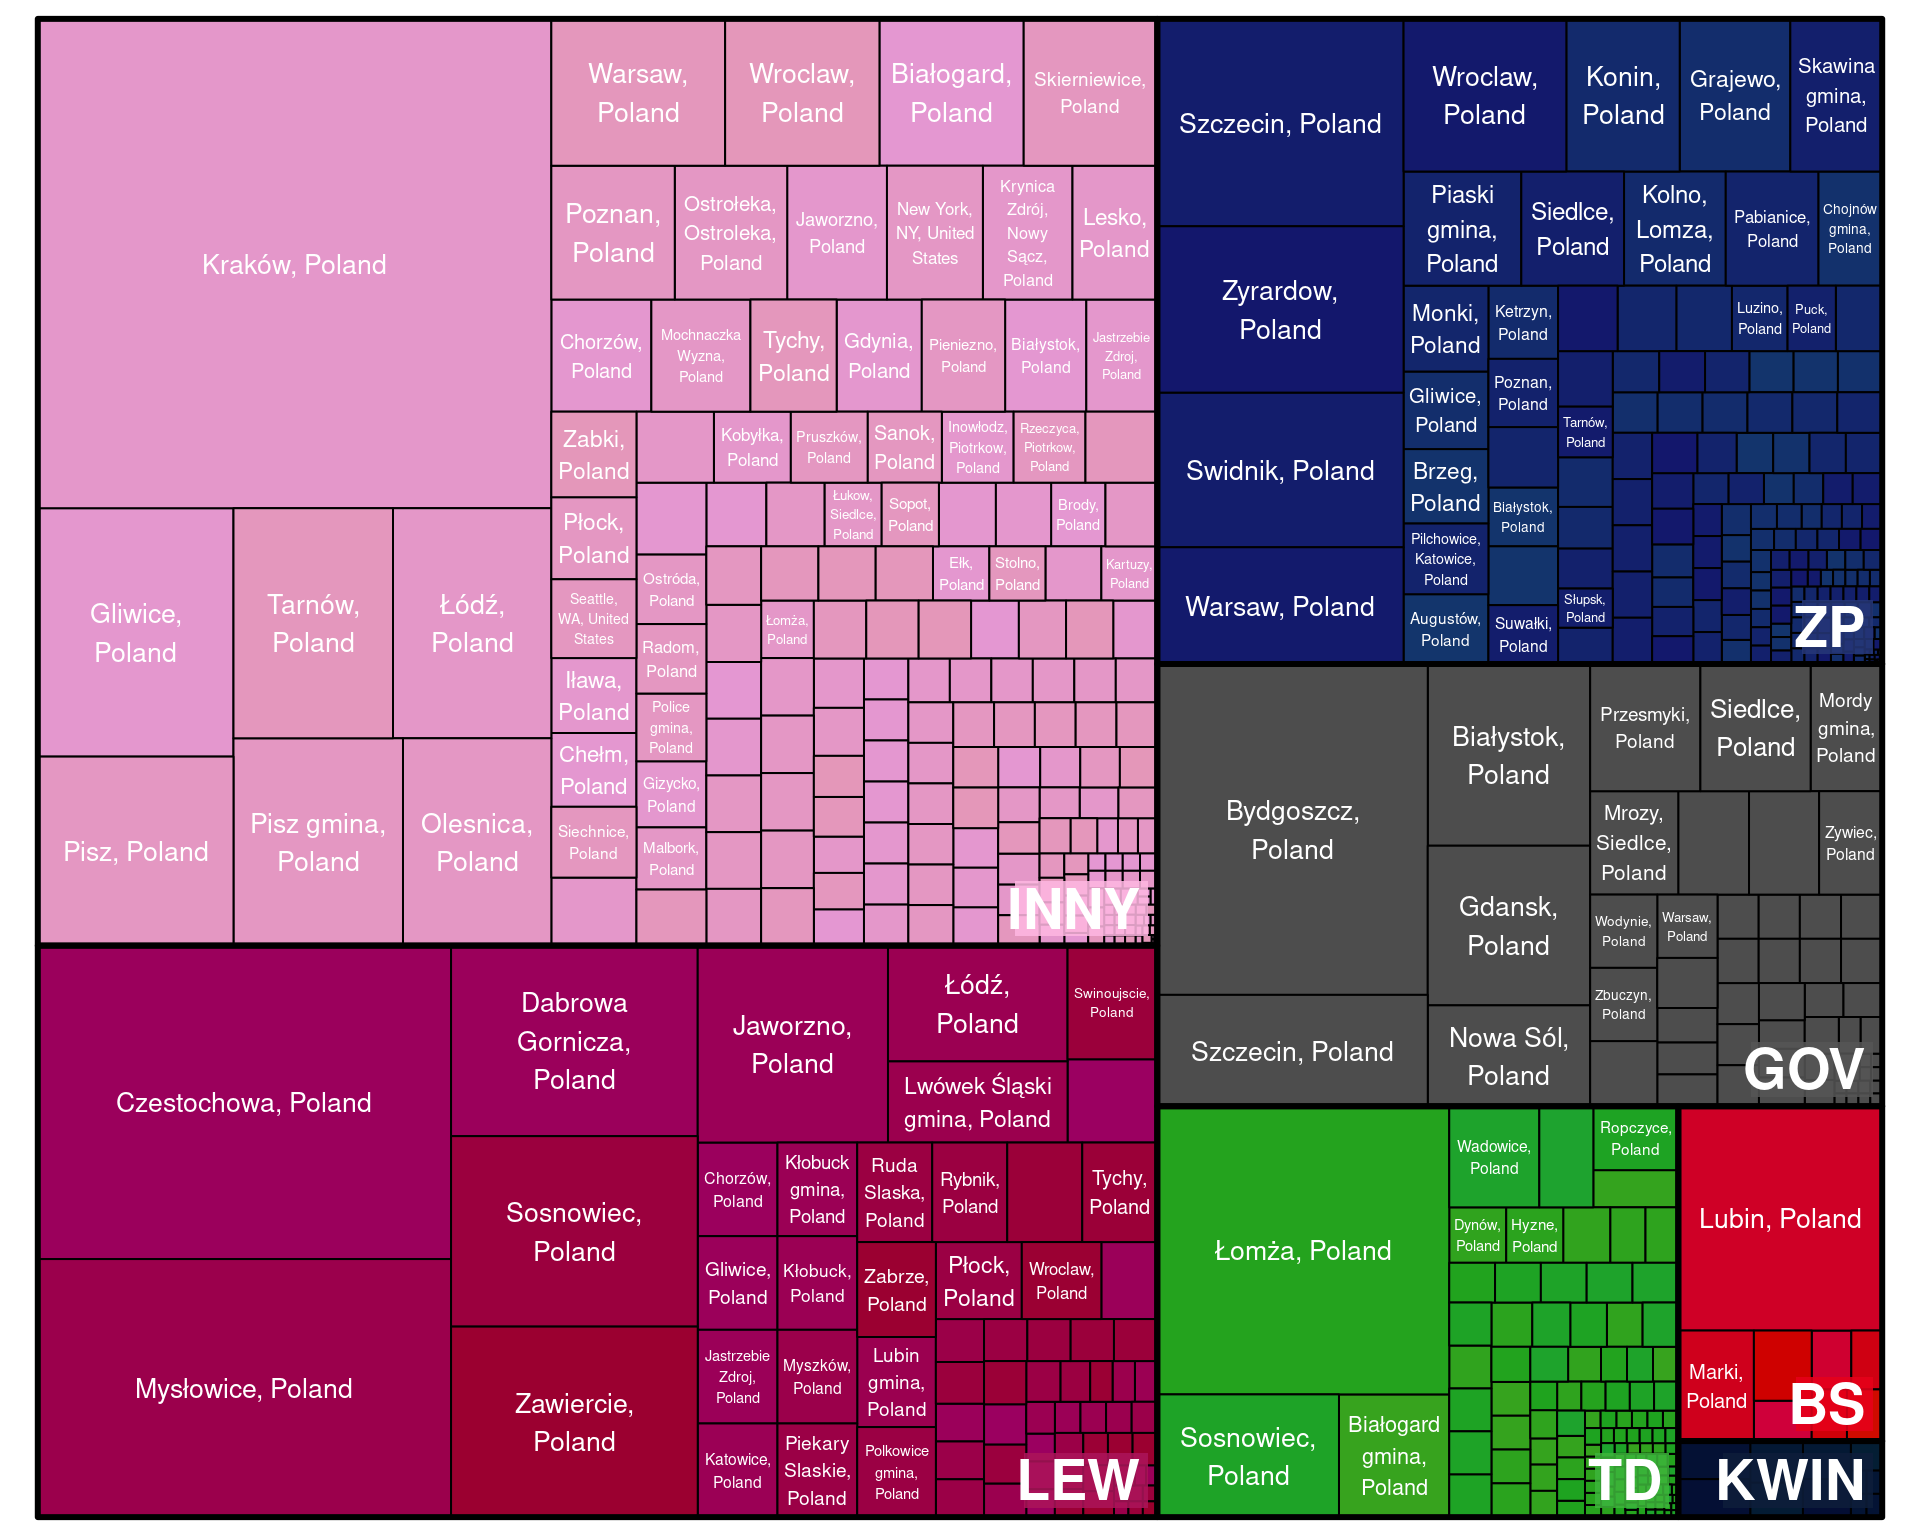 Kraków, Poland
Gliwice,
Poland
Tarnów,
Poland
Łódź,
Poland
Pisz, Poland
Pisz gmina,
Poland
Olesnica,
Poland
Warsaw,
Poland
Wroclaw,
Poland
Białogard,
Poland
Skierniewice,
Poland
Poznan,
Poland
Ostrołeka,
Ostroleka,
Poland
Jaworzno,
Poland
New York,
NY, United
States
Krynica
Zdrój,
Nowy
Sącz,
Poland
Lesko,
Poland
Chorzów,
Poland
Mochnaczka
Wyzna,
Poland
Tychy,
Poland
Gdynia,
Poland
Pieniezno,
Poland
Białystok,
Poland
Jastrzebie
Zdroj,
Poland
Zabki,
Poland
Kobyłka,
Poland
Pruszków,
Poland
Sanok,
Poland
Inowłodz,
Piotrkow,
Poland
Rzeczyca,
Piotrkow,
Poland
Płock,
Poland
Łukow,
Siedlce,
Poland
Sopot,
Poland
Brody,
Poland
Seattle,
WA, United
States
Ostróda,
Poland
Ełk,
Poland
Stolno,
Poland
Kartuzy,
Poland
Łomża,
Poland
Iława,
Poland
Radom,
Poland
Police
gmina,
Poland
Chełm,
Poland
Gizycko,
Poland
Siechnice,
Poland
Malbork,
Poland
INNY
Czestochowa, Poland
Mysłowice, Poland
Dabrowa
Gornicza,
Poland
Sosnowiec,
Poland
Zawiercie,
Poland
Jaworzno,
Poland
Łódź,
Poland
Lwówek Śląski
gmina, Poland
Swinoujscie,
Poland
Chorzów,
Poland
Kłobuck
gmina,
Poland
Ruda
Slaska,
Poland
Rybnik,
Poland
Tychy,
Poland
Gliwice,
Poland
Kłobuck,
Poland
Zabrze,
Poland
Płock,
Poland
Wroclaw,
Poland
Jastrzebie
Zdroj,
Poland
Myszków,
Poland
Lubin
gmina,
Poland
Katowice,
Poland
Piekary
Slaskie,
Poland
Polkowice
gmina,
Poland
LEW
Szczecin, Poland
Zyrardow,
Poland
Swidnik, Poland
Warsaw, Poland
Wroclaw,
Poland
Konin,
Poland
Grajewo,
Poland
Skawina
gmina,
Poland
Piaski
gmina,
Poland
Siedlce,
Poland
Kolno,
Lomza,
Poland
Pabianice,
Poland
Chojnów
gmina,
Poland
Monki,
Poland
Ketrzyn,
Poland
Luzino,
Poland
Puck,
Poland
Gliwice,
Poland
Poznan,
Poland
Tarnów,
Poland
Brzeg,
Poland
Białystok,
Poland
Pilchowice,
Katowice,
Poland
Augustów,
Poland
Suwałki,
Poland
Słupsk,
Poland
ZP
Bydgoszcz,
Poland
Szczecin, Poland
Białystok,
Poland
Gdansk,
Poland
Nowa Sól,
Poland
Przesmyki,
Poland
Siedlce,
Poland
Mordy
gmina,
Poland
Mrozy,
Siedlce,
Poland
Zywiec,
Poland
Wodynie,
Poland
Warsaw,
Poland
Zbuczyn,
Poland
GOV
Łomża, Poland
Sosnowiec,
Poland
Białogard
gmina,
Poland
Wadowice,
Poland
Ropczyce,
Poland
Dynów,
Poland
Hyzne,
Poland
TD
Lubin, Poland
Marki,
Poland
BS
KWIN